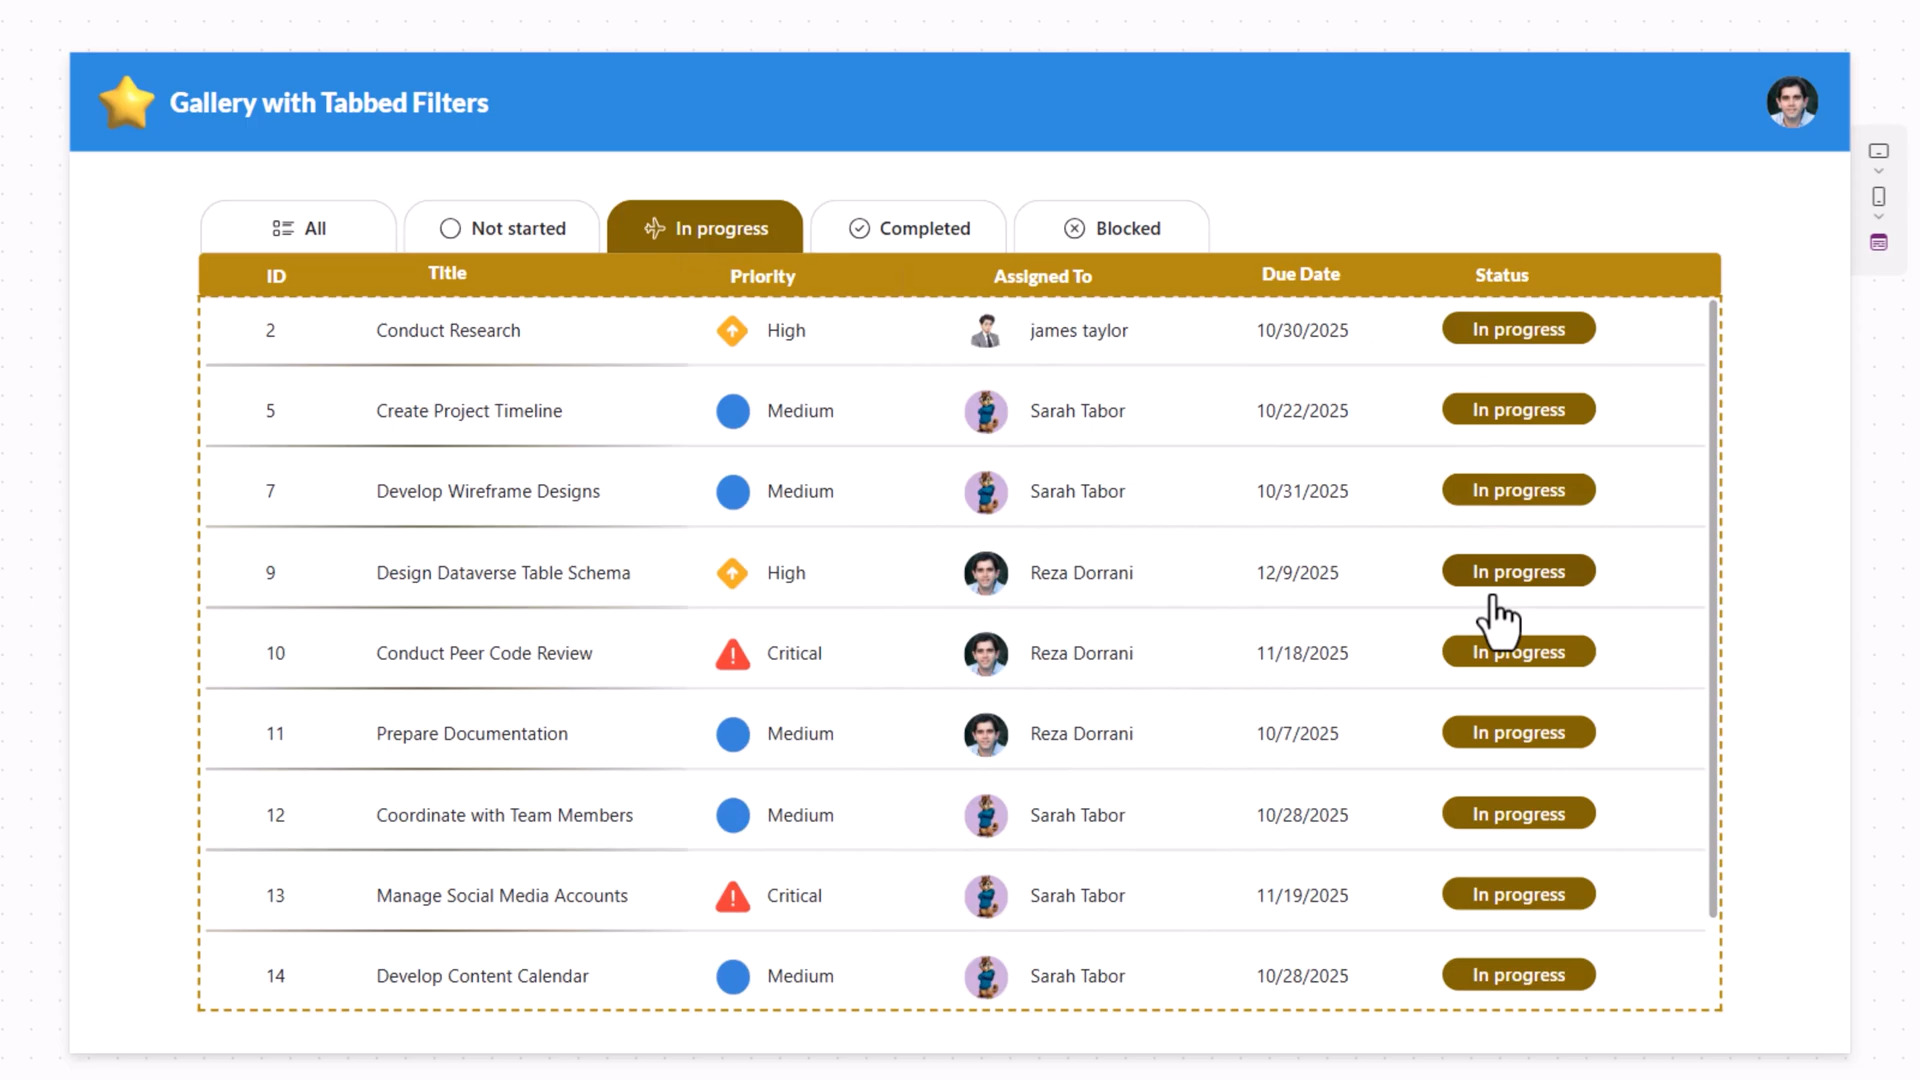 Gallery with Tabbed Filters
All Not started In progress Completed Blocked
ID Title Priority Assigned To Due Date Status
2 Conduct Research High james taylor 10/30/2025 In progress
5 Create Project Timeline Medium Sarah Tabor 10/22/2025 In progress
7 Develop Wireframe Designs Medium Sarah Tabor 10/31/2025 In progress
9 Design Dataverse Table Schema High Reza Dorrani 12/9/2025 In progress
10 Conduct Peer Code Review Critical Reza Dorrani 11/18/2025 In progress
11 Prepare Documentation Medium Reza Dorrani 10/7/2025 In progress
12 Coordinate with Team Members Medium Sarah Tabor 10/28/2025 In progress
13 Manage Social Media Accounts Critical Sarah Tabor 11/19/2025 In progress
14 Develop Content Calendar Medium Sarah Tabor 10/28/2025 In progress